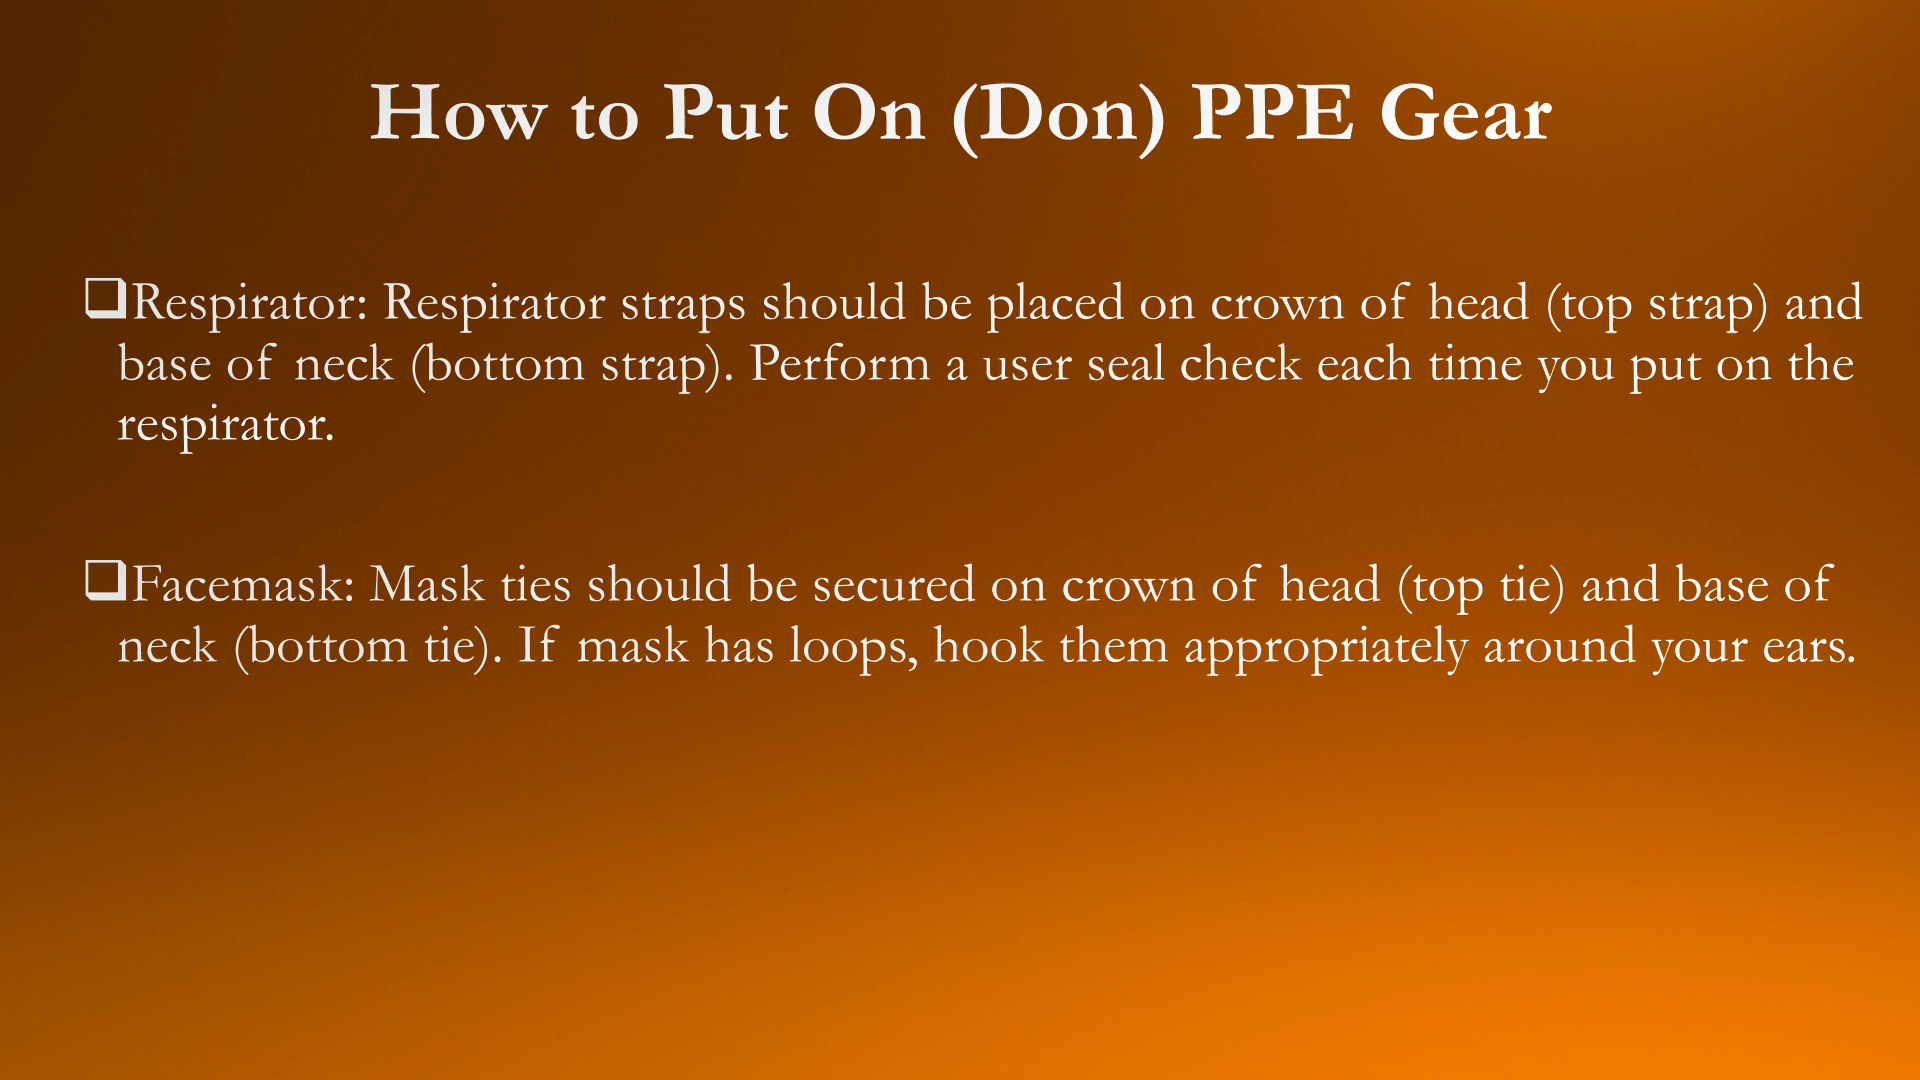 How to Put On (Don) PPE Gear
❑Respirator: Respirator straps should be placed on crown of head (top strap) and
base of neck (bottom strap). Perform a user seal check each time you put on the
respirator.
❑Facemask: Mask ties should be secured on crown of head (top tie) and base of
neck (bottom tie). If mask has loops, hook them appropriately around your ears.